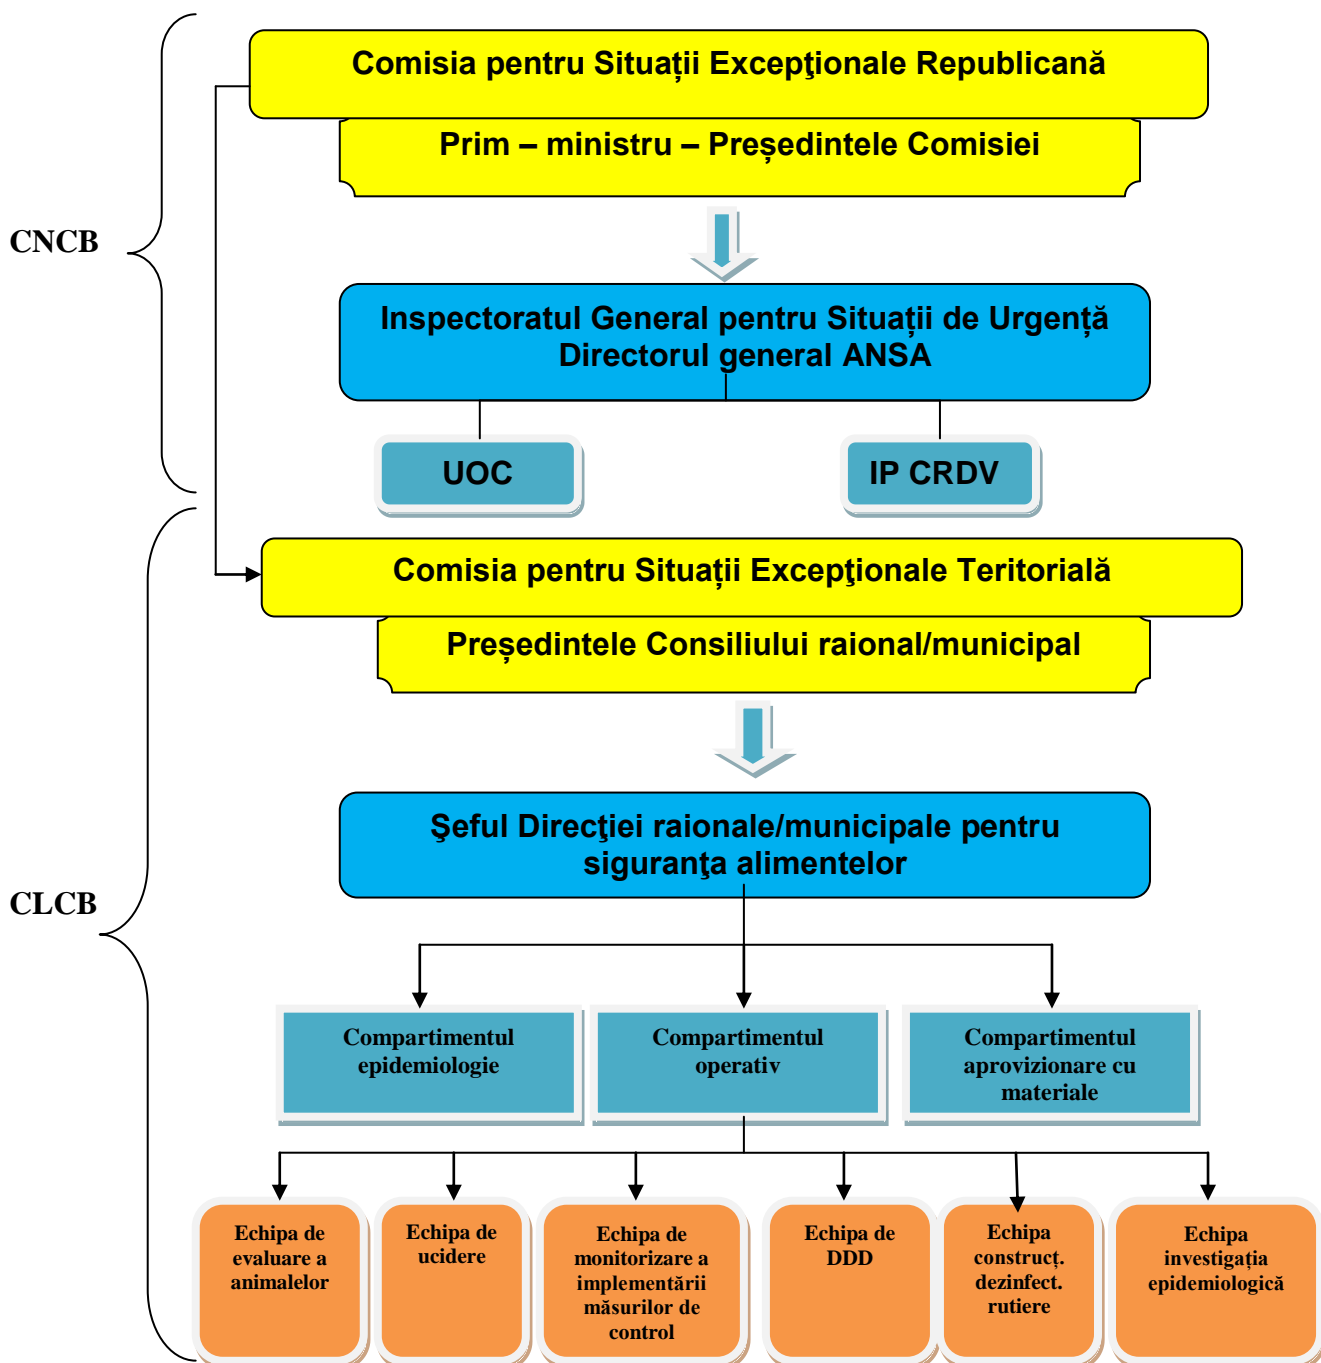 Comisia pentru Situații Excepţionale Republicană
Prim – ministru – Președintele Comisiei
CNCB
Inspectoratul General pentru Situații de Urgență
Directorul general ANSA
UOC
IP CRDV
Comisia pentru Situații Excepţionale Teritorială
Președintele Consiliului raional/municipal
Şeful Direcţiei raionale/municipale pentru
siguranţa alimentelor
CLCB
Compartimentul
epidemiologie
Compartimentul
operativ
Compartimentul
aprovizionare cu
materiale
Echipa de
evaluare a
animalelor
Echipa de
ucidere
Echipa de
monitorizare a
implementării
măsurilor de
control
Echipa de
DDD
Echipa
construcț.
dezinfect.
rutiere
Echipa
investigația
epidemiologică